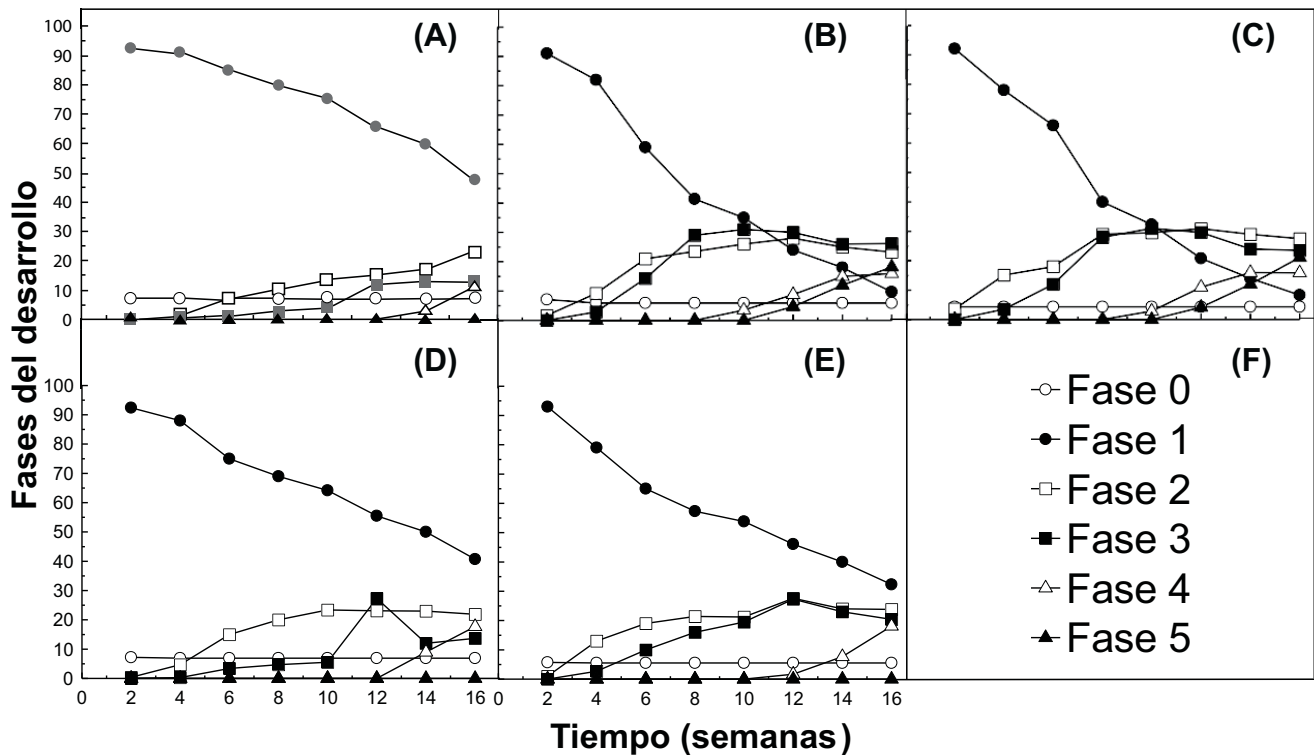 Fases del desarrollo
100
90
80
70
60
50
40
30
20
10
0
(A)
(B)
(C)
100
90
80
70
60
50
40
30
20
10
0
(D)
0 2 4 6 8 10 12 14 16
(E)
0 2 4 6 8 10 12 14 16
(F)
Fase 0
Fase 1
Fase 2
Fase 3
Fase 4
Fase 5
Tiempo (semanas)